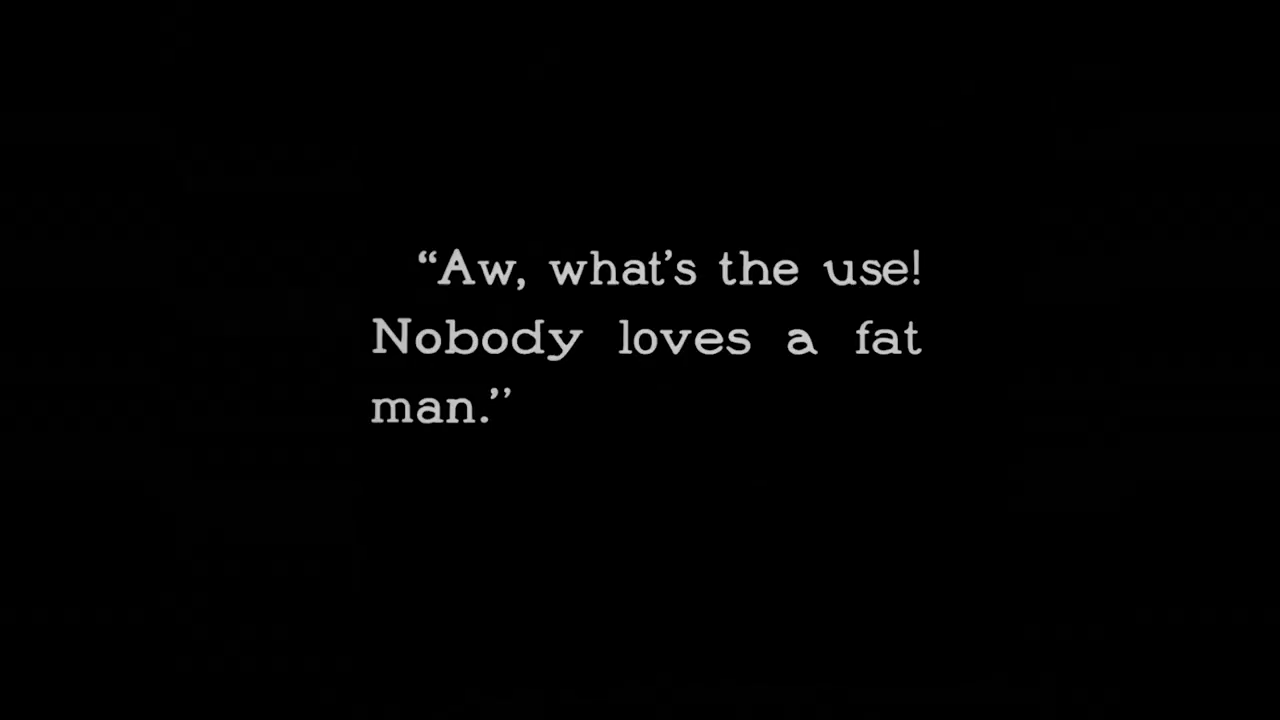 “Aw, what’s the use!
Nobody loves a fat
man.”